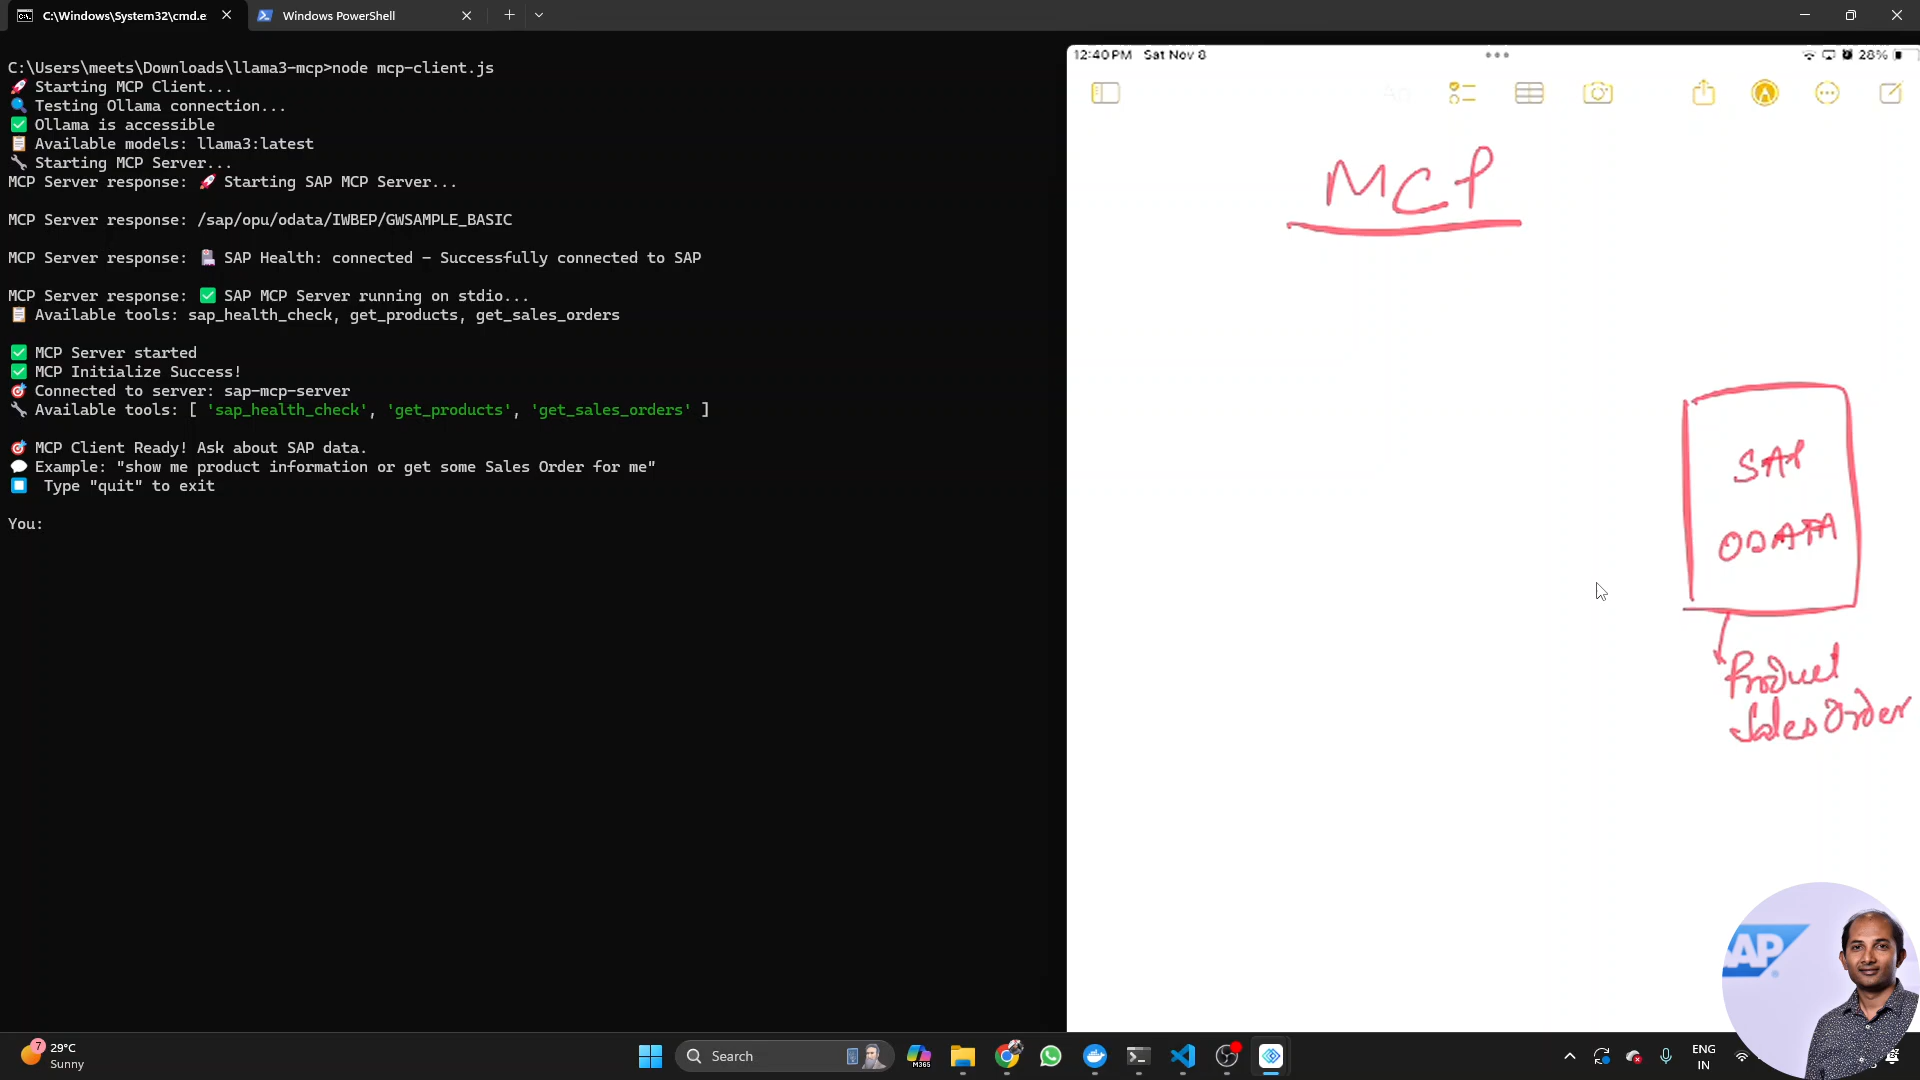 C:\Windows\System32\cmd.e
Windows PowerShell
C:\Users\meets\Downloads\llama3-mcp>node mcp-client.js
🚀 Starting MCP Client...
🔍 Testing Ollama connection...
✅ Ollama is accessible
📋 Available models: llama3:latest
🔧 Starting MCP Server...
MCP Server response: 🚀 Starting SAP MCP Server...
MCP Server response: /sap/opu/odata/IWBEP/GWSAMPLE_BASIC
MCP Server response: 🏥 SAP Health: connected - Successfully connected to SAP
MCP Server response: ✅ SAP MCP Server running on stdio...
📋 Available tools: sap_health_check, get_products, get_sales_orders
✅ MCP Server started
✅ MCP Initialize Success!
🎯 Connected to server: sap-mcp-server
🔧 Available tools: [ 'sap_health_check', 'get_products', 'get_sales_orders' ]
🎯 MCP Client Ready! Ask about SAP data.
💬 Example: "show me product information or get some Sales Order for me"
⏹ Type "quit" to exit
You:
12:40 PM Sat Nov 8
28%
MCP
SAP
ODATA
Product
Sales Order
SAP
7
29°C
Sunny
Search
M365
ENG
IN